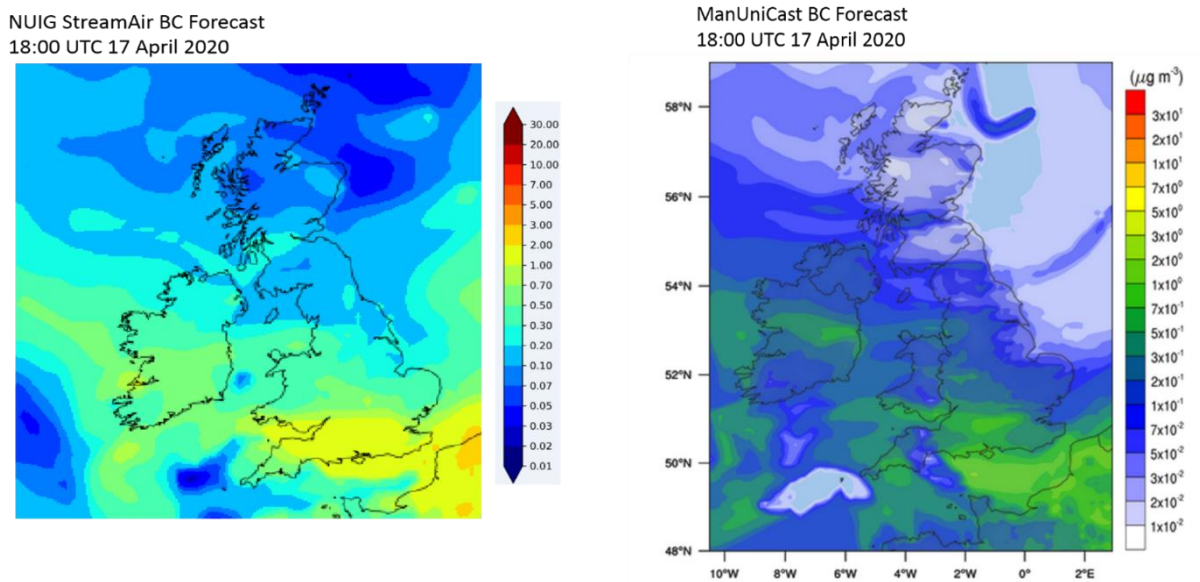 NUIG StreamAir BC Forecast
18:00 UTC 17 April 2020
30.00
20.00
10.00
7.00
5.00
3.00
2.00
1.00
0.70
0.50
0.30
0.20
0.10
0.07
0.05
0.03
0.02
0.01
ManUniCast BC Forecast
18:00 UTC 17 April 2020
58°N
56°N
54°N
52°N
50°N
48°N
10°W
8°W
6°W
4°W
2°W
0°
2°E
(μg m⁻³)
3x10¹
2x10¹
1x10¹
7x10⁰
5x10⁰
3x10⁰
2x10⁰
1x10⁰
7x10⁻¹
5x10⁻¹
3x10⁻¹
2x10⁻¹
1x10⁻¹
7x10⁻²
5x10⁻²
3x10⁻²
2x10⁻²
1x10⁻²